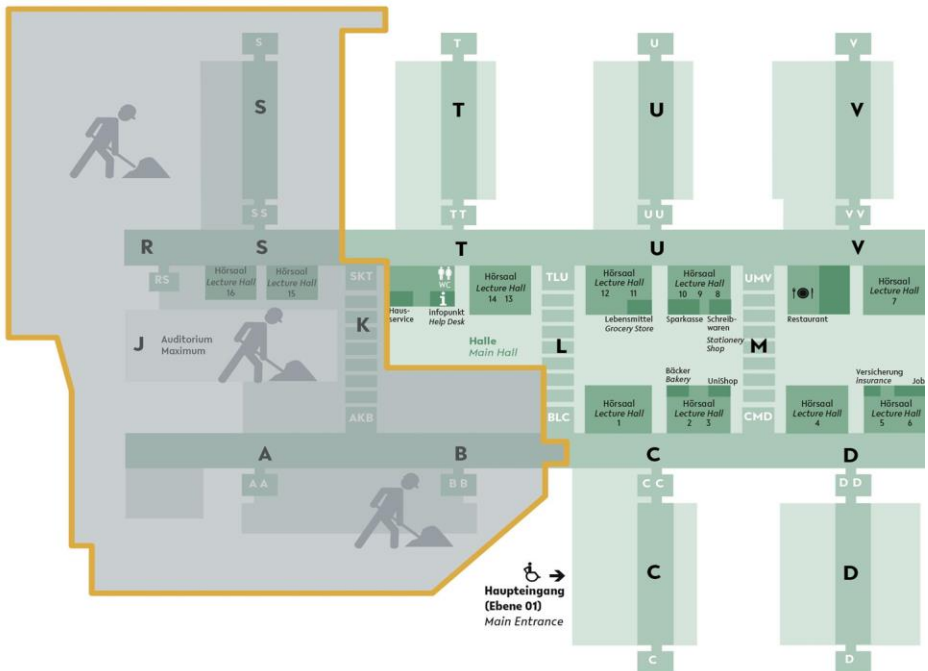 S
T
U
V
S
T
U
V
SS
TT
UU
VV
R
S
T
U
V
RS
Hörsaal
Lecture Hall
16
Hörsaal
Lecture Hall
15
SKT
WC
Hörsaal
Lecture Hall
14 13
TLU
Hörsaal
Lecture Hall
12 11
Hörsaal
Lecture Hall
10 9 8
UMV
Hörsaal
Lecture Hall
7
Haus-
service
infopunkt
Help Desk
Lebensmittel
Grocery Store
Sparkasse
Schreib-
waren
Stationery
Shop
Restaurant
J
Auditorium
Maximum
K
Halle
Main Hall
L
M
Bäcker
Bakery
UniShop
Versicherung
insurance
Job
AKB
BLC
Hörsaal
Lecture Hall
1
Hörsaal
Lecture Hall
2 3
CMD
Hörsaal
Lecture Hall
4
Hörsaal
Lecture Hall
5 6
A
B
C
D
AA
BB
CC
DD
Haupteingang
(Ebene 01)
Main Entrance
C
D
C
D